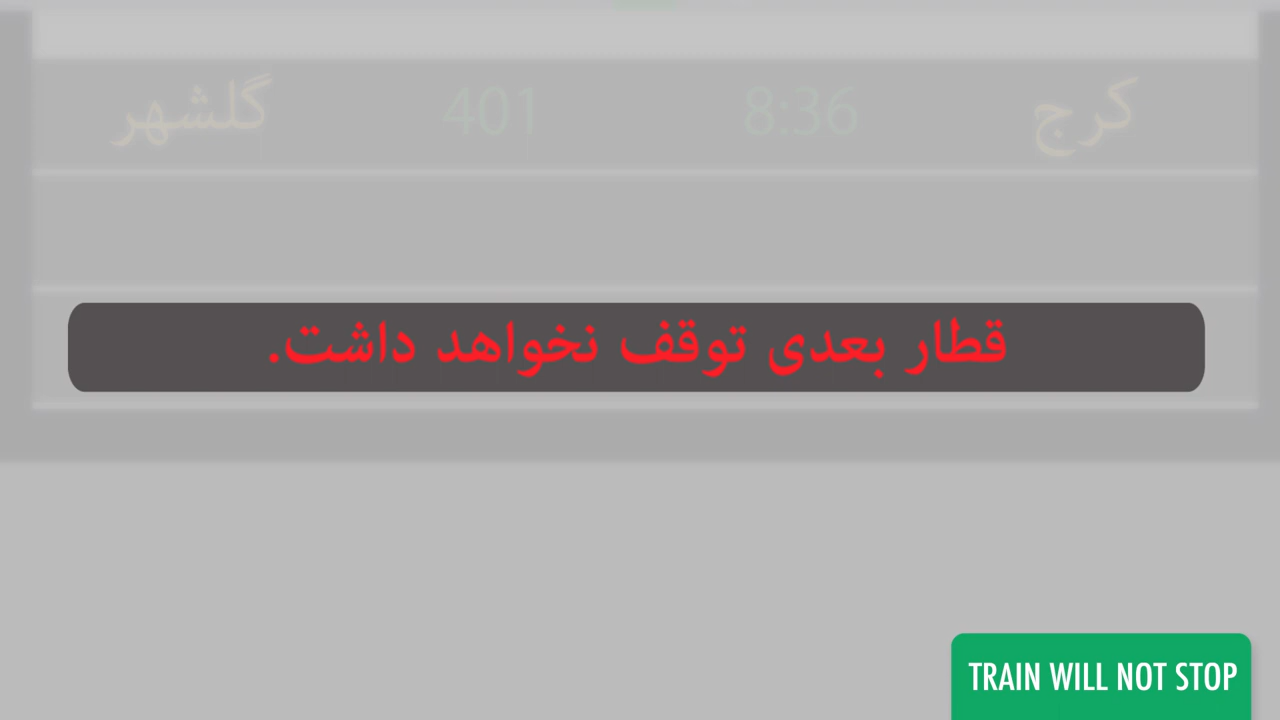 کرج 8:36 401 گلشهر
قطار بعدی توقف نخواهد داشت.
TRAIN WILL NOT STOP